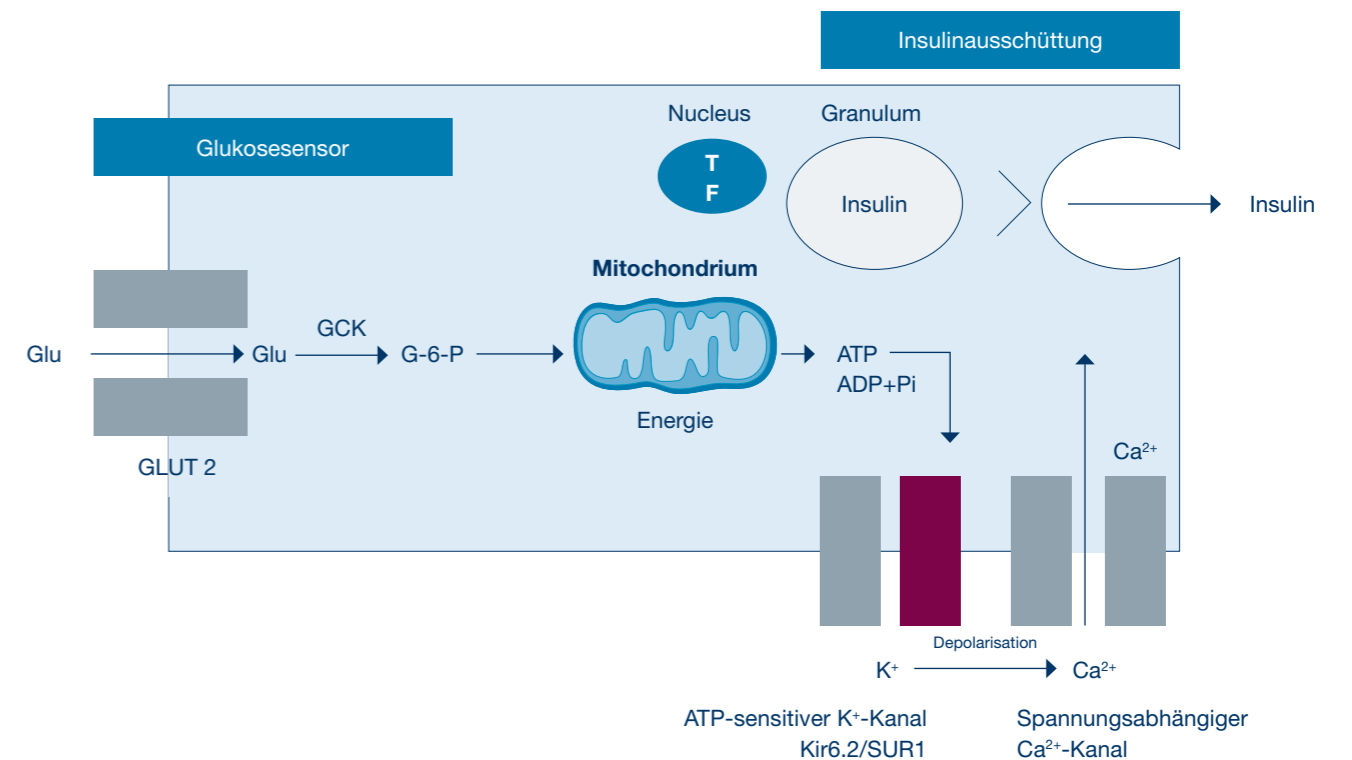 Insulinausschüttung
Glukosesensor
Nucleus
Granulum
T
F
Insulin
Insulin
Mitochondrium
Glu
Glu
GCK
G-6-P
ATP
ADP+Pi
Energie
GLUT 2
Ca²⁺
Depolarisation
K⁺
Ca²⁺
ATP-sensitiver K⁺-Kanal
Kir6.2/SUR1
Spannungsabhängiger
Ca²⁺-Kanal